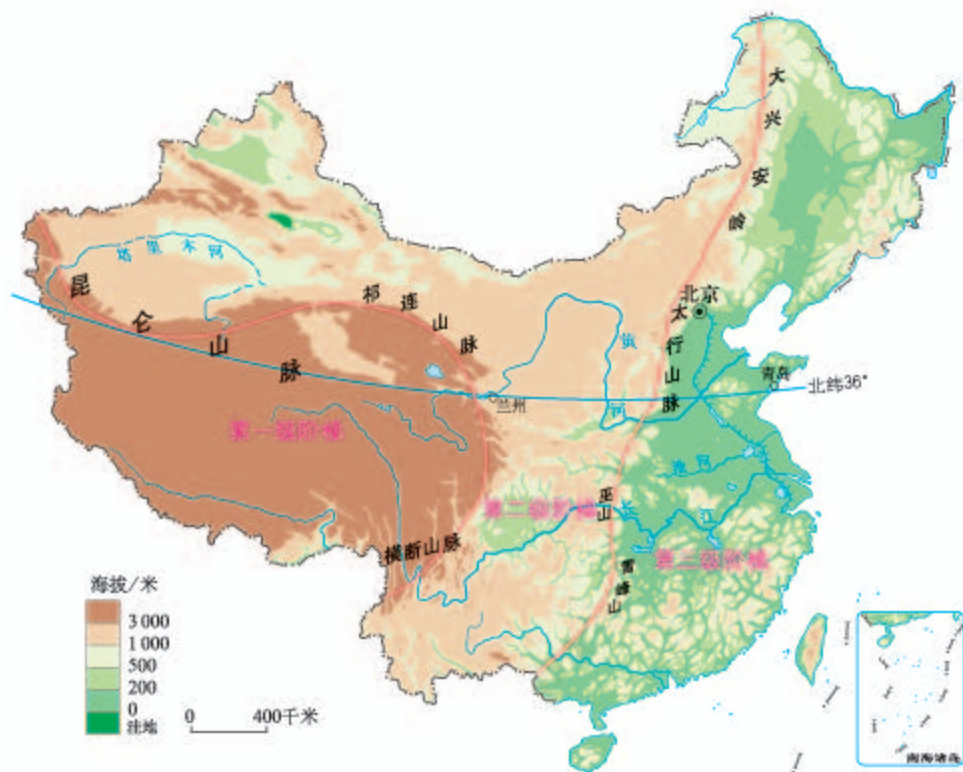 大兴安岭
塔里木河
昆仑山脉
祁连山脉
北京
太行山脉
黄河
青岛
北纬36°
兰州
第一级阶梯
淮河
第二级阶梯
巫山
长江
横断山脉
雪峰山
第三级阶梯
海拔/米
3 000
1 000
500
200
0
洼地
0 400千米
南海诸岛